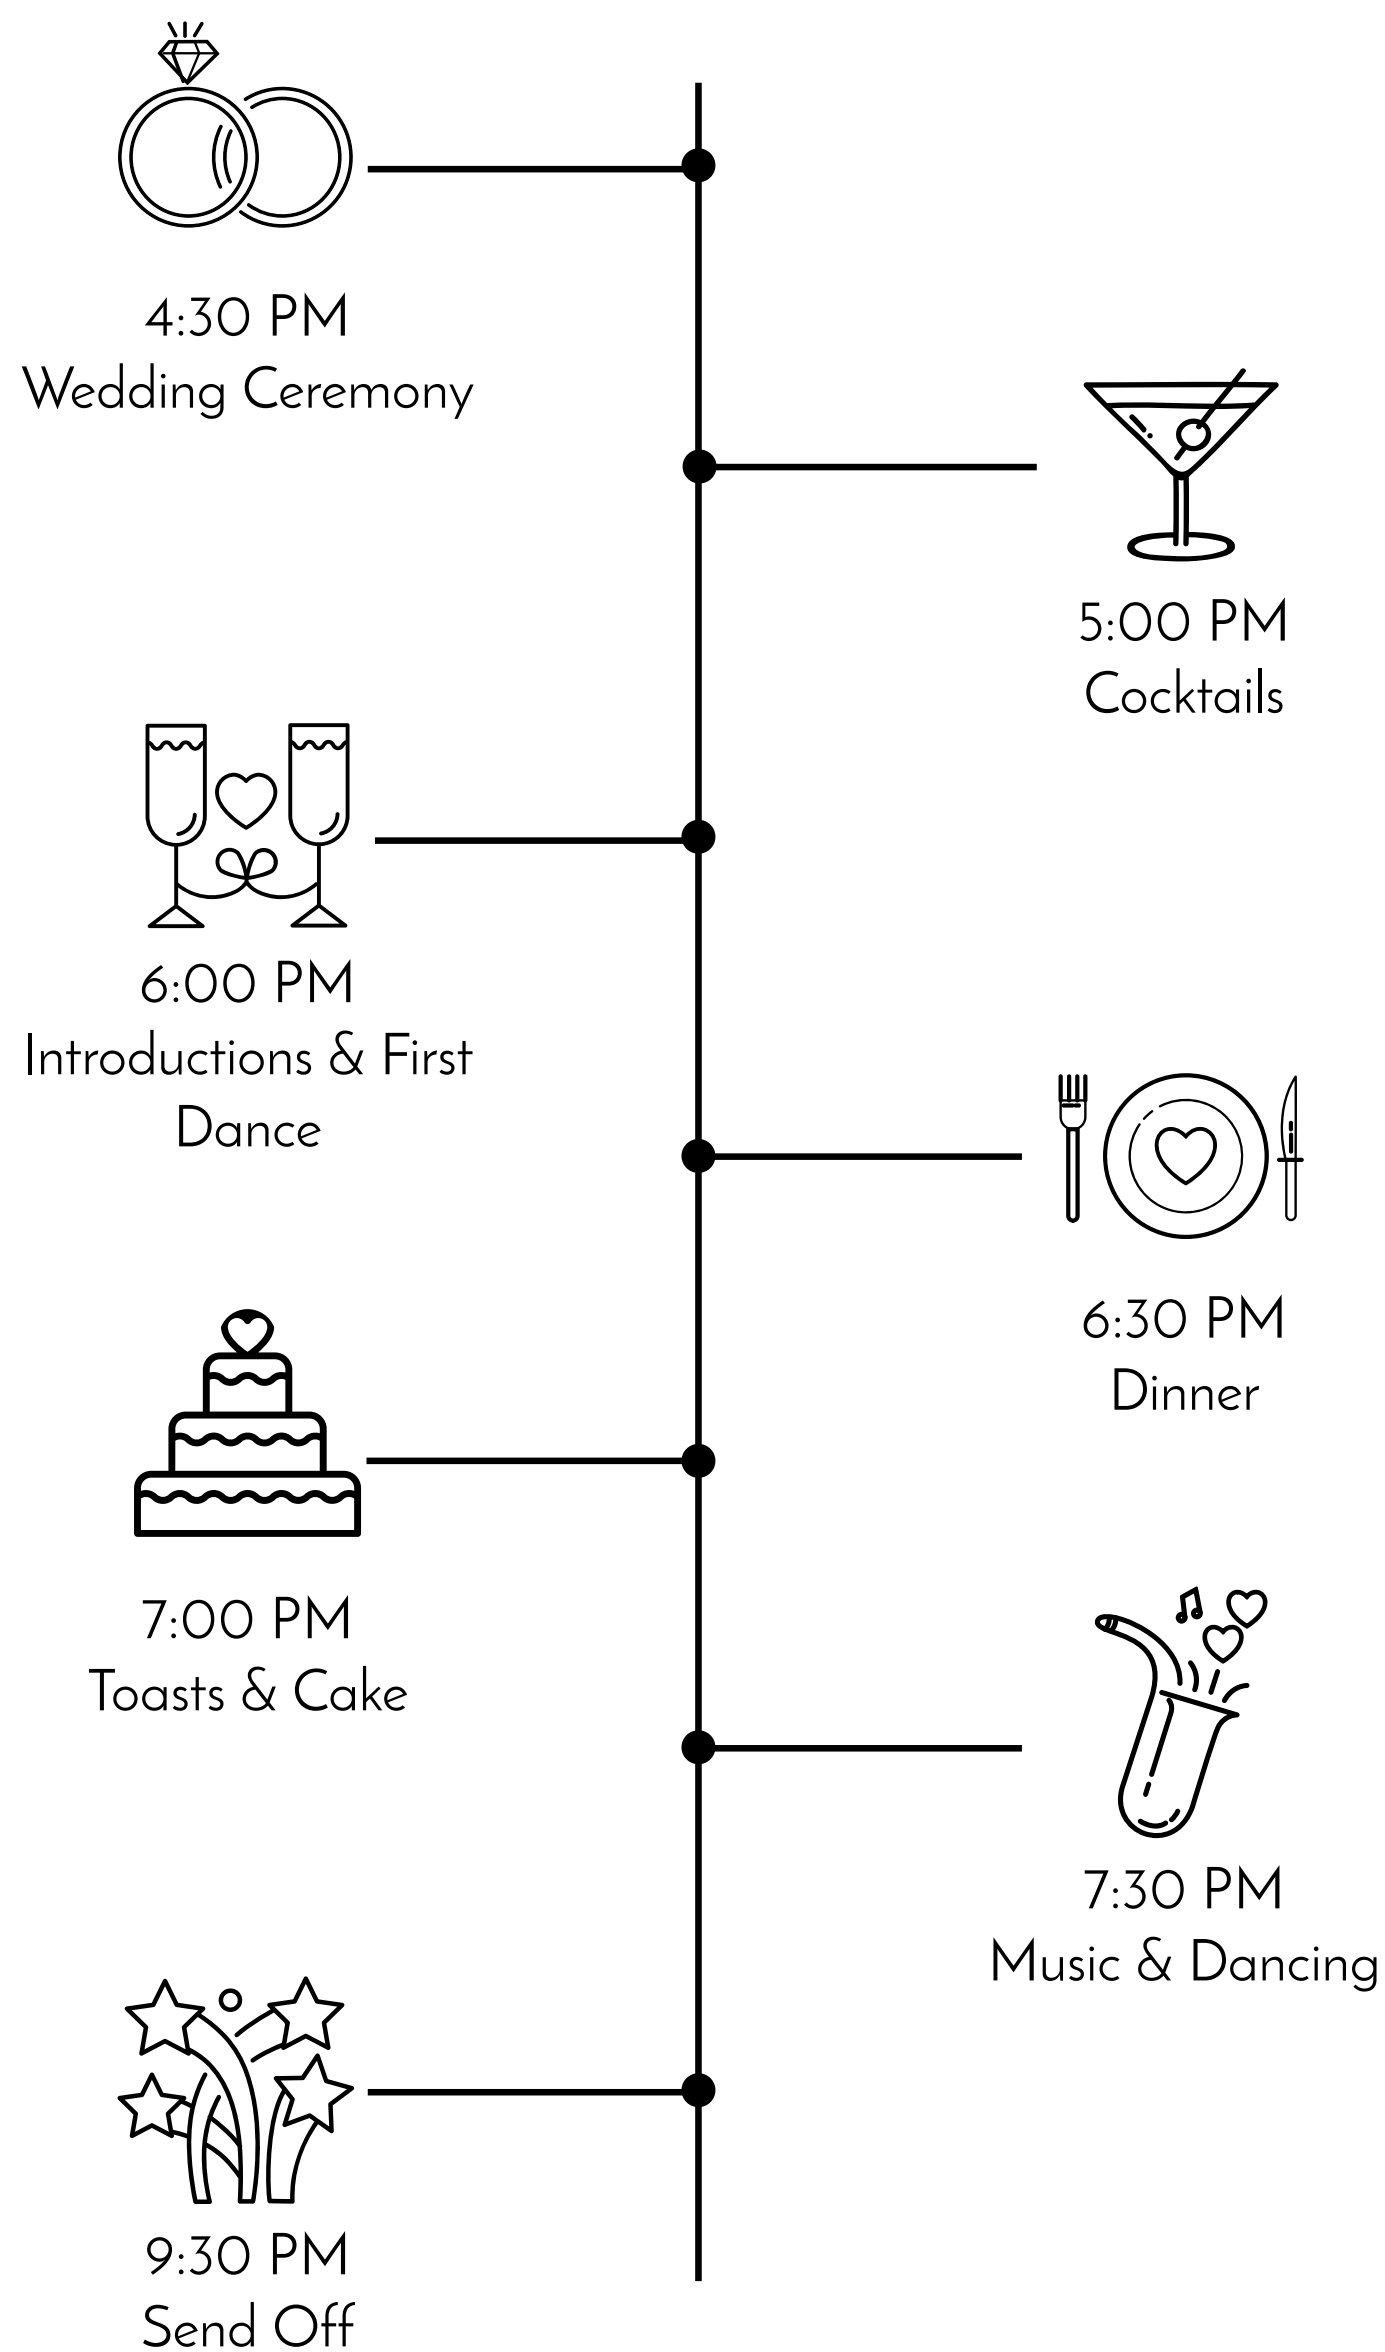 4:30 PM
Wedding Ceremony
5:00 PM
Cocktails
6:00 PM
Introductions & First
Dance
6:30 PM
Dinner
7:00 PM
Toasts & Cake
7:30 PM
Music & Dancing
9:30 PM
Send Off